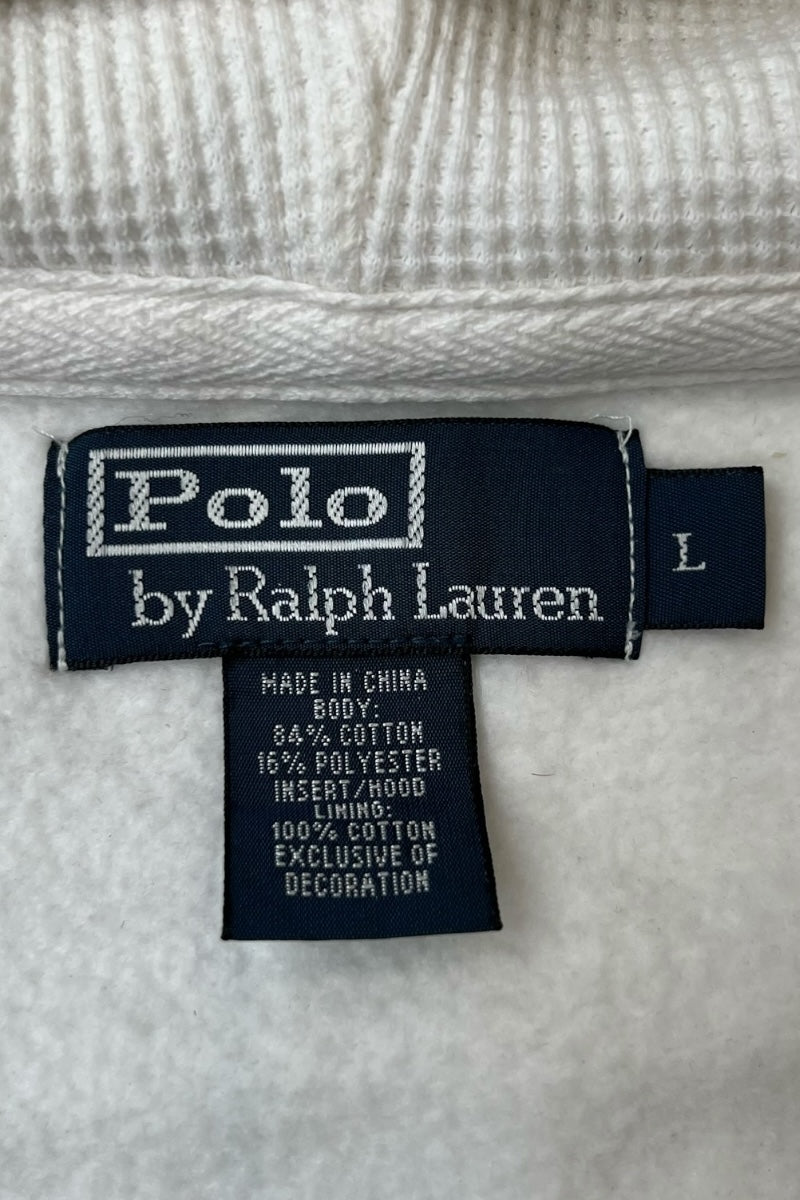 Polo
by Ralph Lauren
L
MADE IN CHINA
BODY:
84% COTTON
16% POLYESTER
INSERT/HOOD
LINING:
100% COTTON
EXCLUSIVE OF
DECORATION